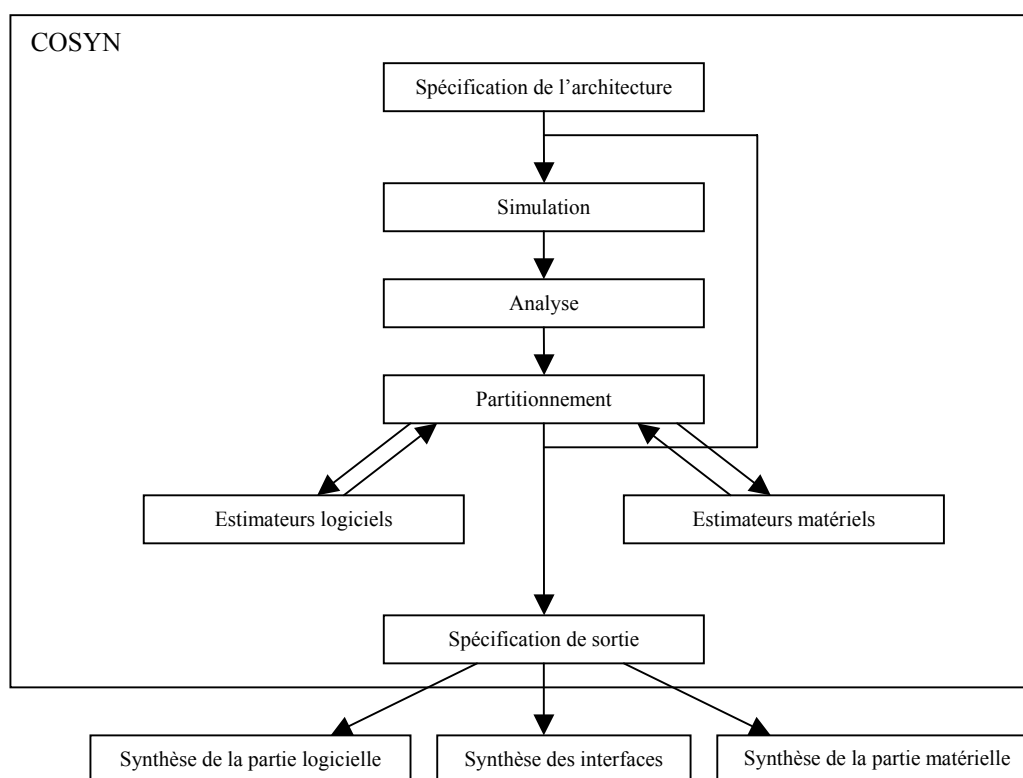 COSYN
Spécification de l’architecture
Simulation
Analyse
Partitionnement
Estimateurs logiciels
Estimateurs matériels
Spécification de sortie
Synthèse de la partie logicielle
Synthèse des interfaces
Synthèse de la partie matérielle